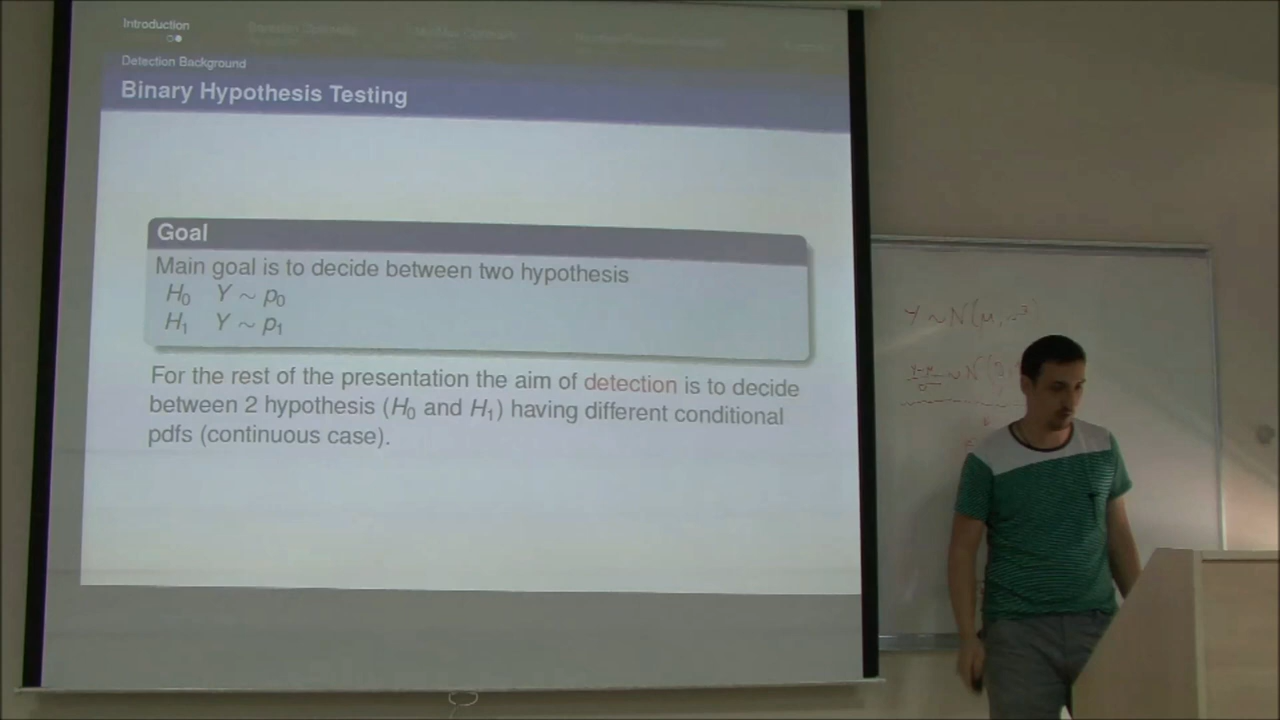 Introduction
Detection Background
Binary Hypothesis Testing
Goal
Main goal is to decide between two hypothesis
H₀ Y ∼ p₀
H₁ Y ∼ p₁
For the rest of the presentation the aim of detection is to decide
between 2 hypothesis (H₀ and H₁) having different conditional
pdfs (continuous case).
Y ~ N(μ,